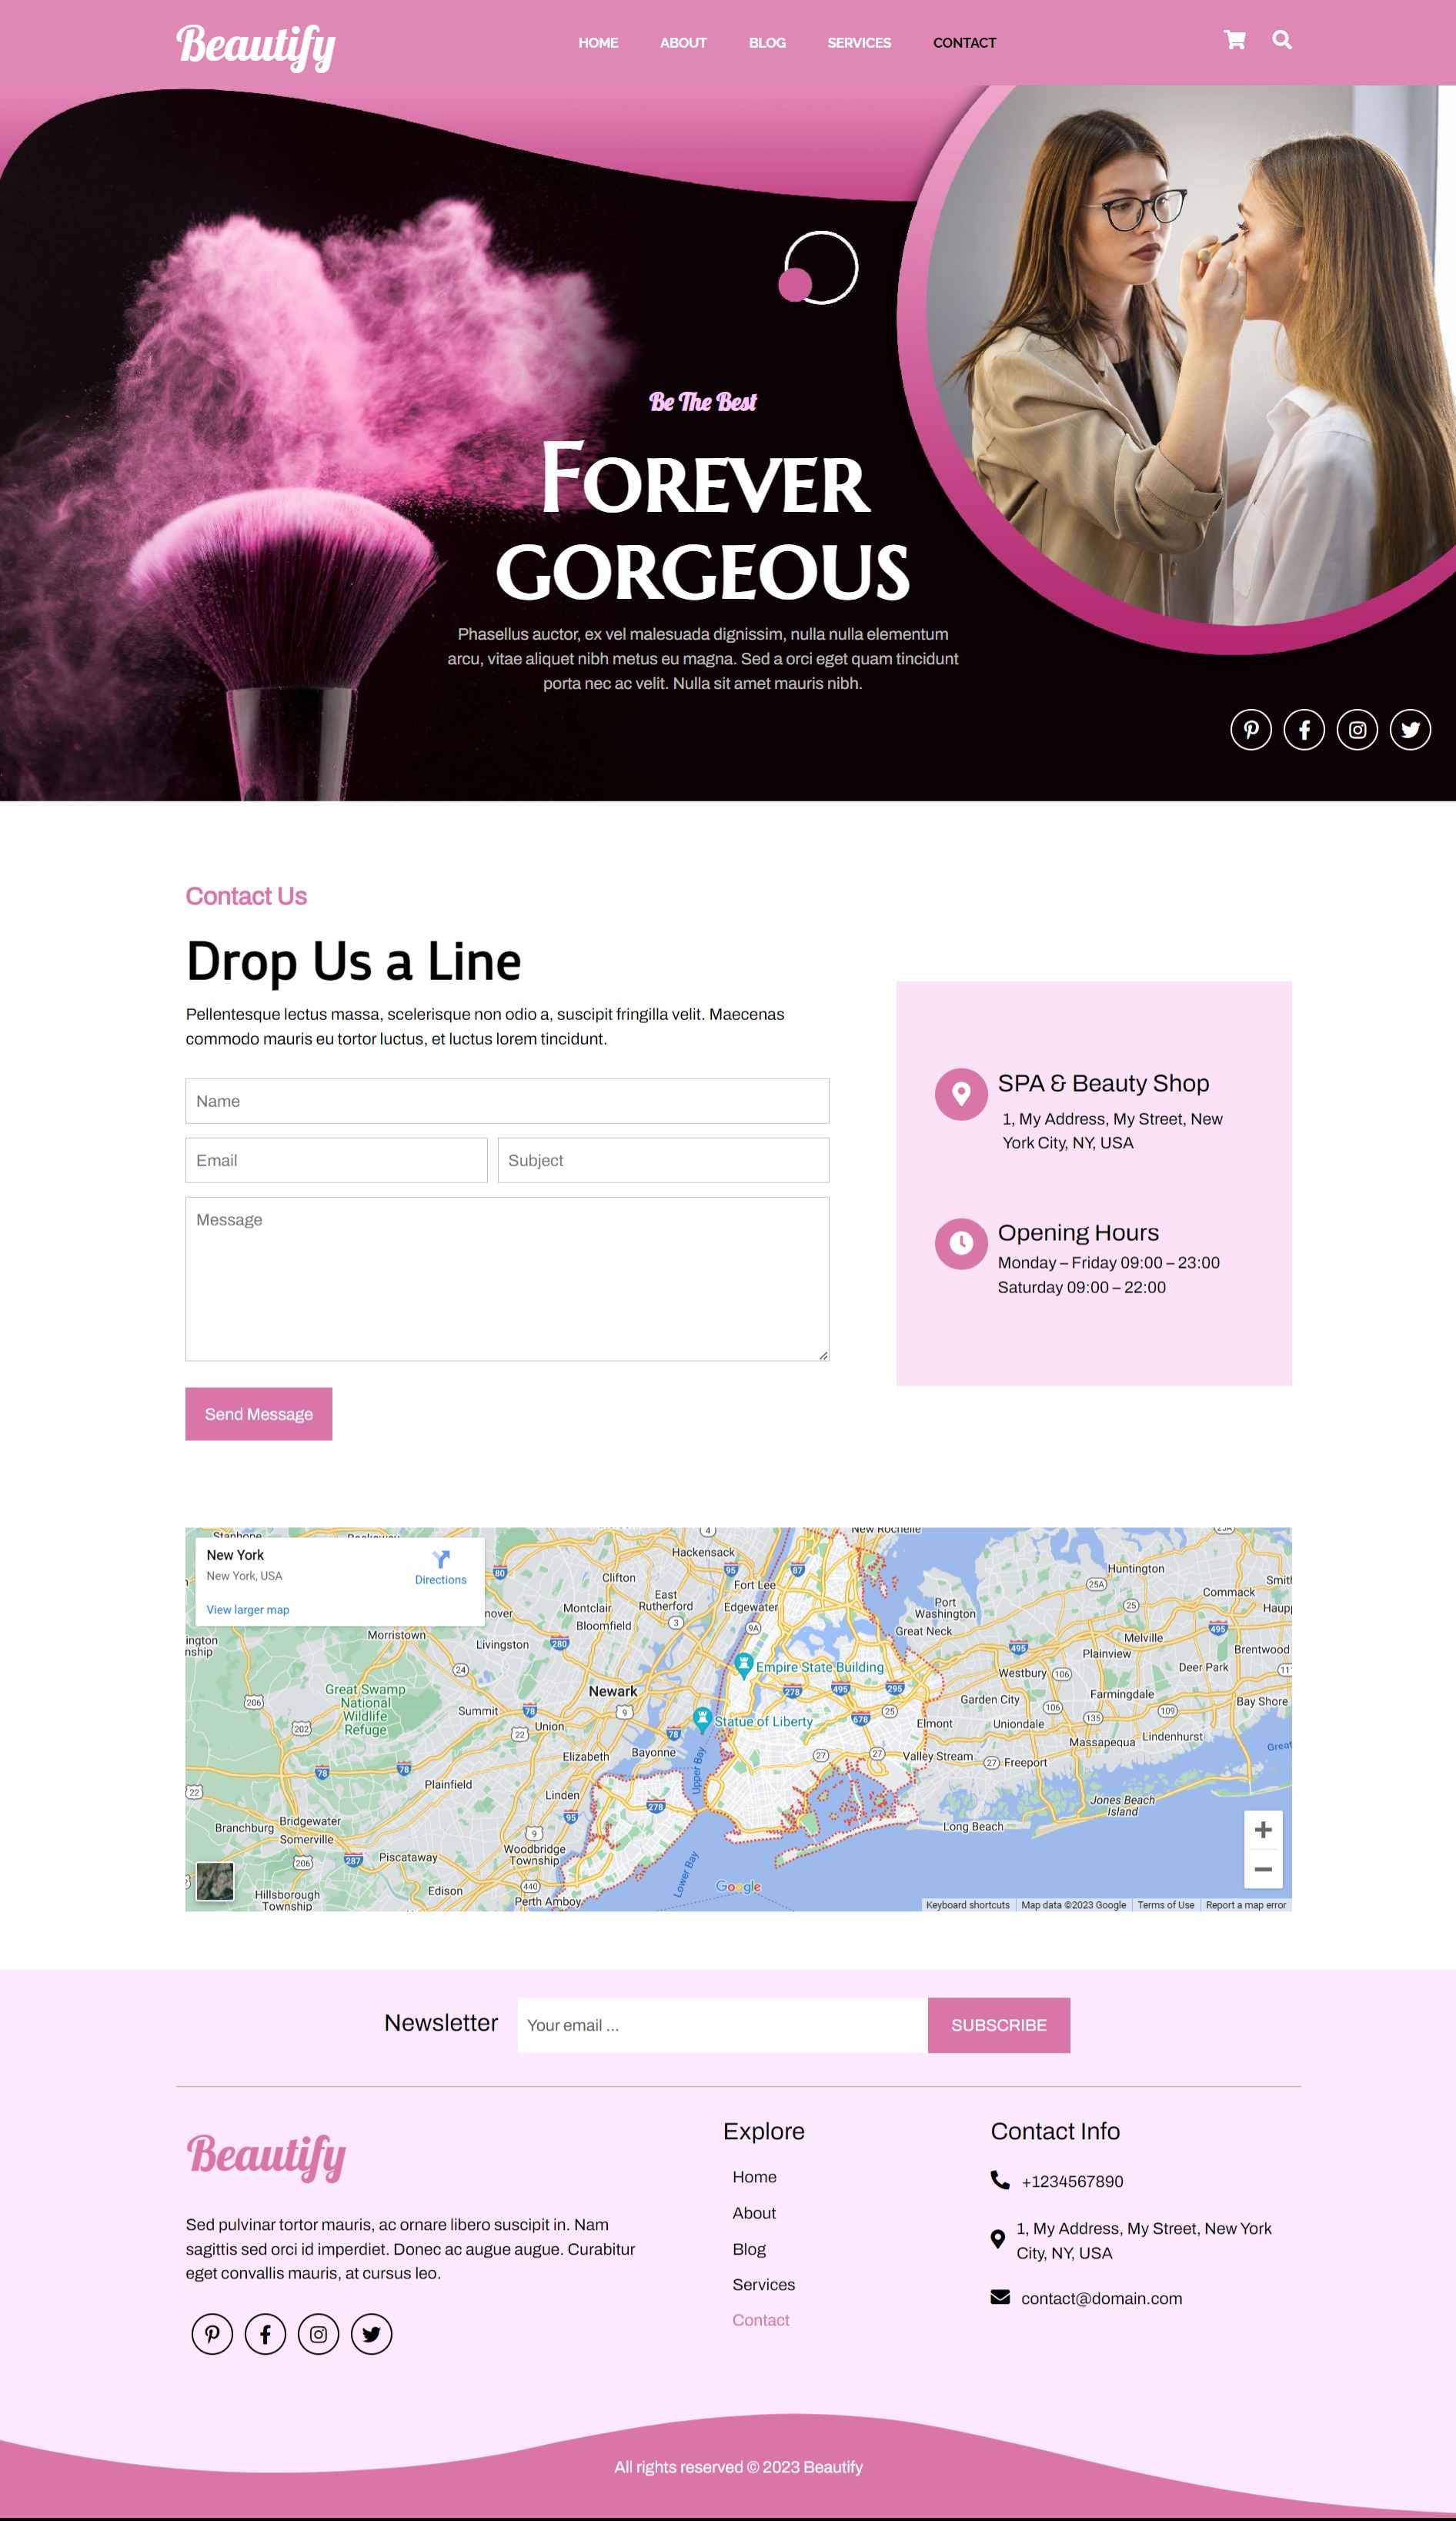 Beautify
HOME ABOUT BLOG SERVICES CONTACT
Be The Best
FOREVER
GORGEOUS
Phasellus auctor, ex vel malesuada dignissim, nulla nulla elementum
arcu, vitae aliquet nibh metus eu magna. Sed a orci eget quam tincidunt
porta nec ac velit. Nulla sit amet mauris nibh.
Contact Us
Drop Us a Line
Pellentesque lectus massa, scelerisque non odio a, suscipit fringilla velit. Maecenas
commodo mauris eu tortor luctus, et luctus lorem tincidunt.
Name
Email
Subject
Message
Send Message
SPA & Beauty Shop
1, My Address, My Street, New
York City, NY, USA
Opening Hours
Monday – Friday 09:00 – 23:00
Saturday 09:00 – 22:00
New York
New York, USA
Directions
View larger map
Hackensack
Clifton
Fort Lee
East
Rutherford
Edgewater
Montclair
Bloomfield
Morristown
Livingston
New Rochelle
Port
Washington
Great Neck
Huntington
Commack
Melville
Plainview
Brentwood
Deer Park
Westbury
Empire State Building
Newark
Great Swamp
National
Wildlife
Refuge
Summit
Union
Statue of Liberty
Garden City
Farmingdale
Bay Shore
Elmont
Uniondale
Massapequa
Lindenhurst
Elizabeth
Bayonne
Upper Bay
Valley Stream
Freeport
Plainfield
Linden
Jones Beach
Island
Long Beach
Bridgewater
Branchburg
Somerville
Piscataway
Woodbridge
Township
Lower Bay
Edison
Perth Amboy
Hillsborough
Township
Google
Keyboard shortcuts
Map data ©2023 Google
Terms of Use
Report a map error
Newsletter
Your email ...
SUBSCRIBE
Beautify
Sed pulvinar tortor mauris, ac ornare libero suscipit in. Nam
sagittis sed orci id imperdiet. Donec ac augue augue. Curabitur
eget convallis mauris, at cursus leo.
Explore
Home
About
Blog
Services
Contact
Contact Info
+1234567890
1, My Address, My Street, New York
City, NY, USA
contact@domain.com
All rights reserved © 2023 Beautify